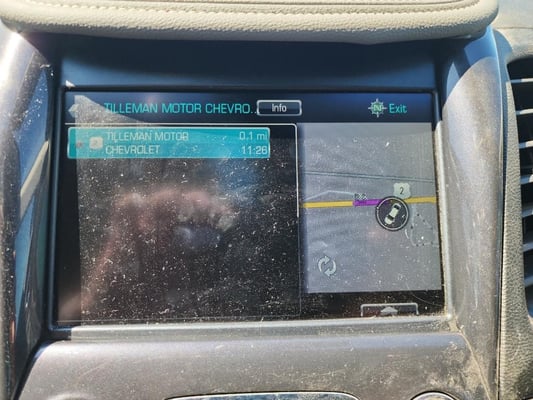 TILLEMAN MOTOR CHEVRO.. Info Exit
TILLEMAN MOTOR 0.1 mi
CHEVROLET 11:26
2